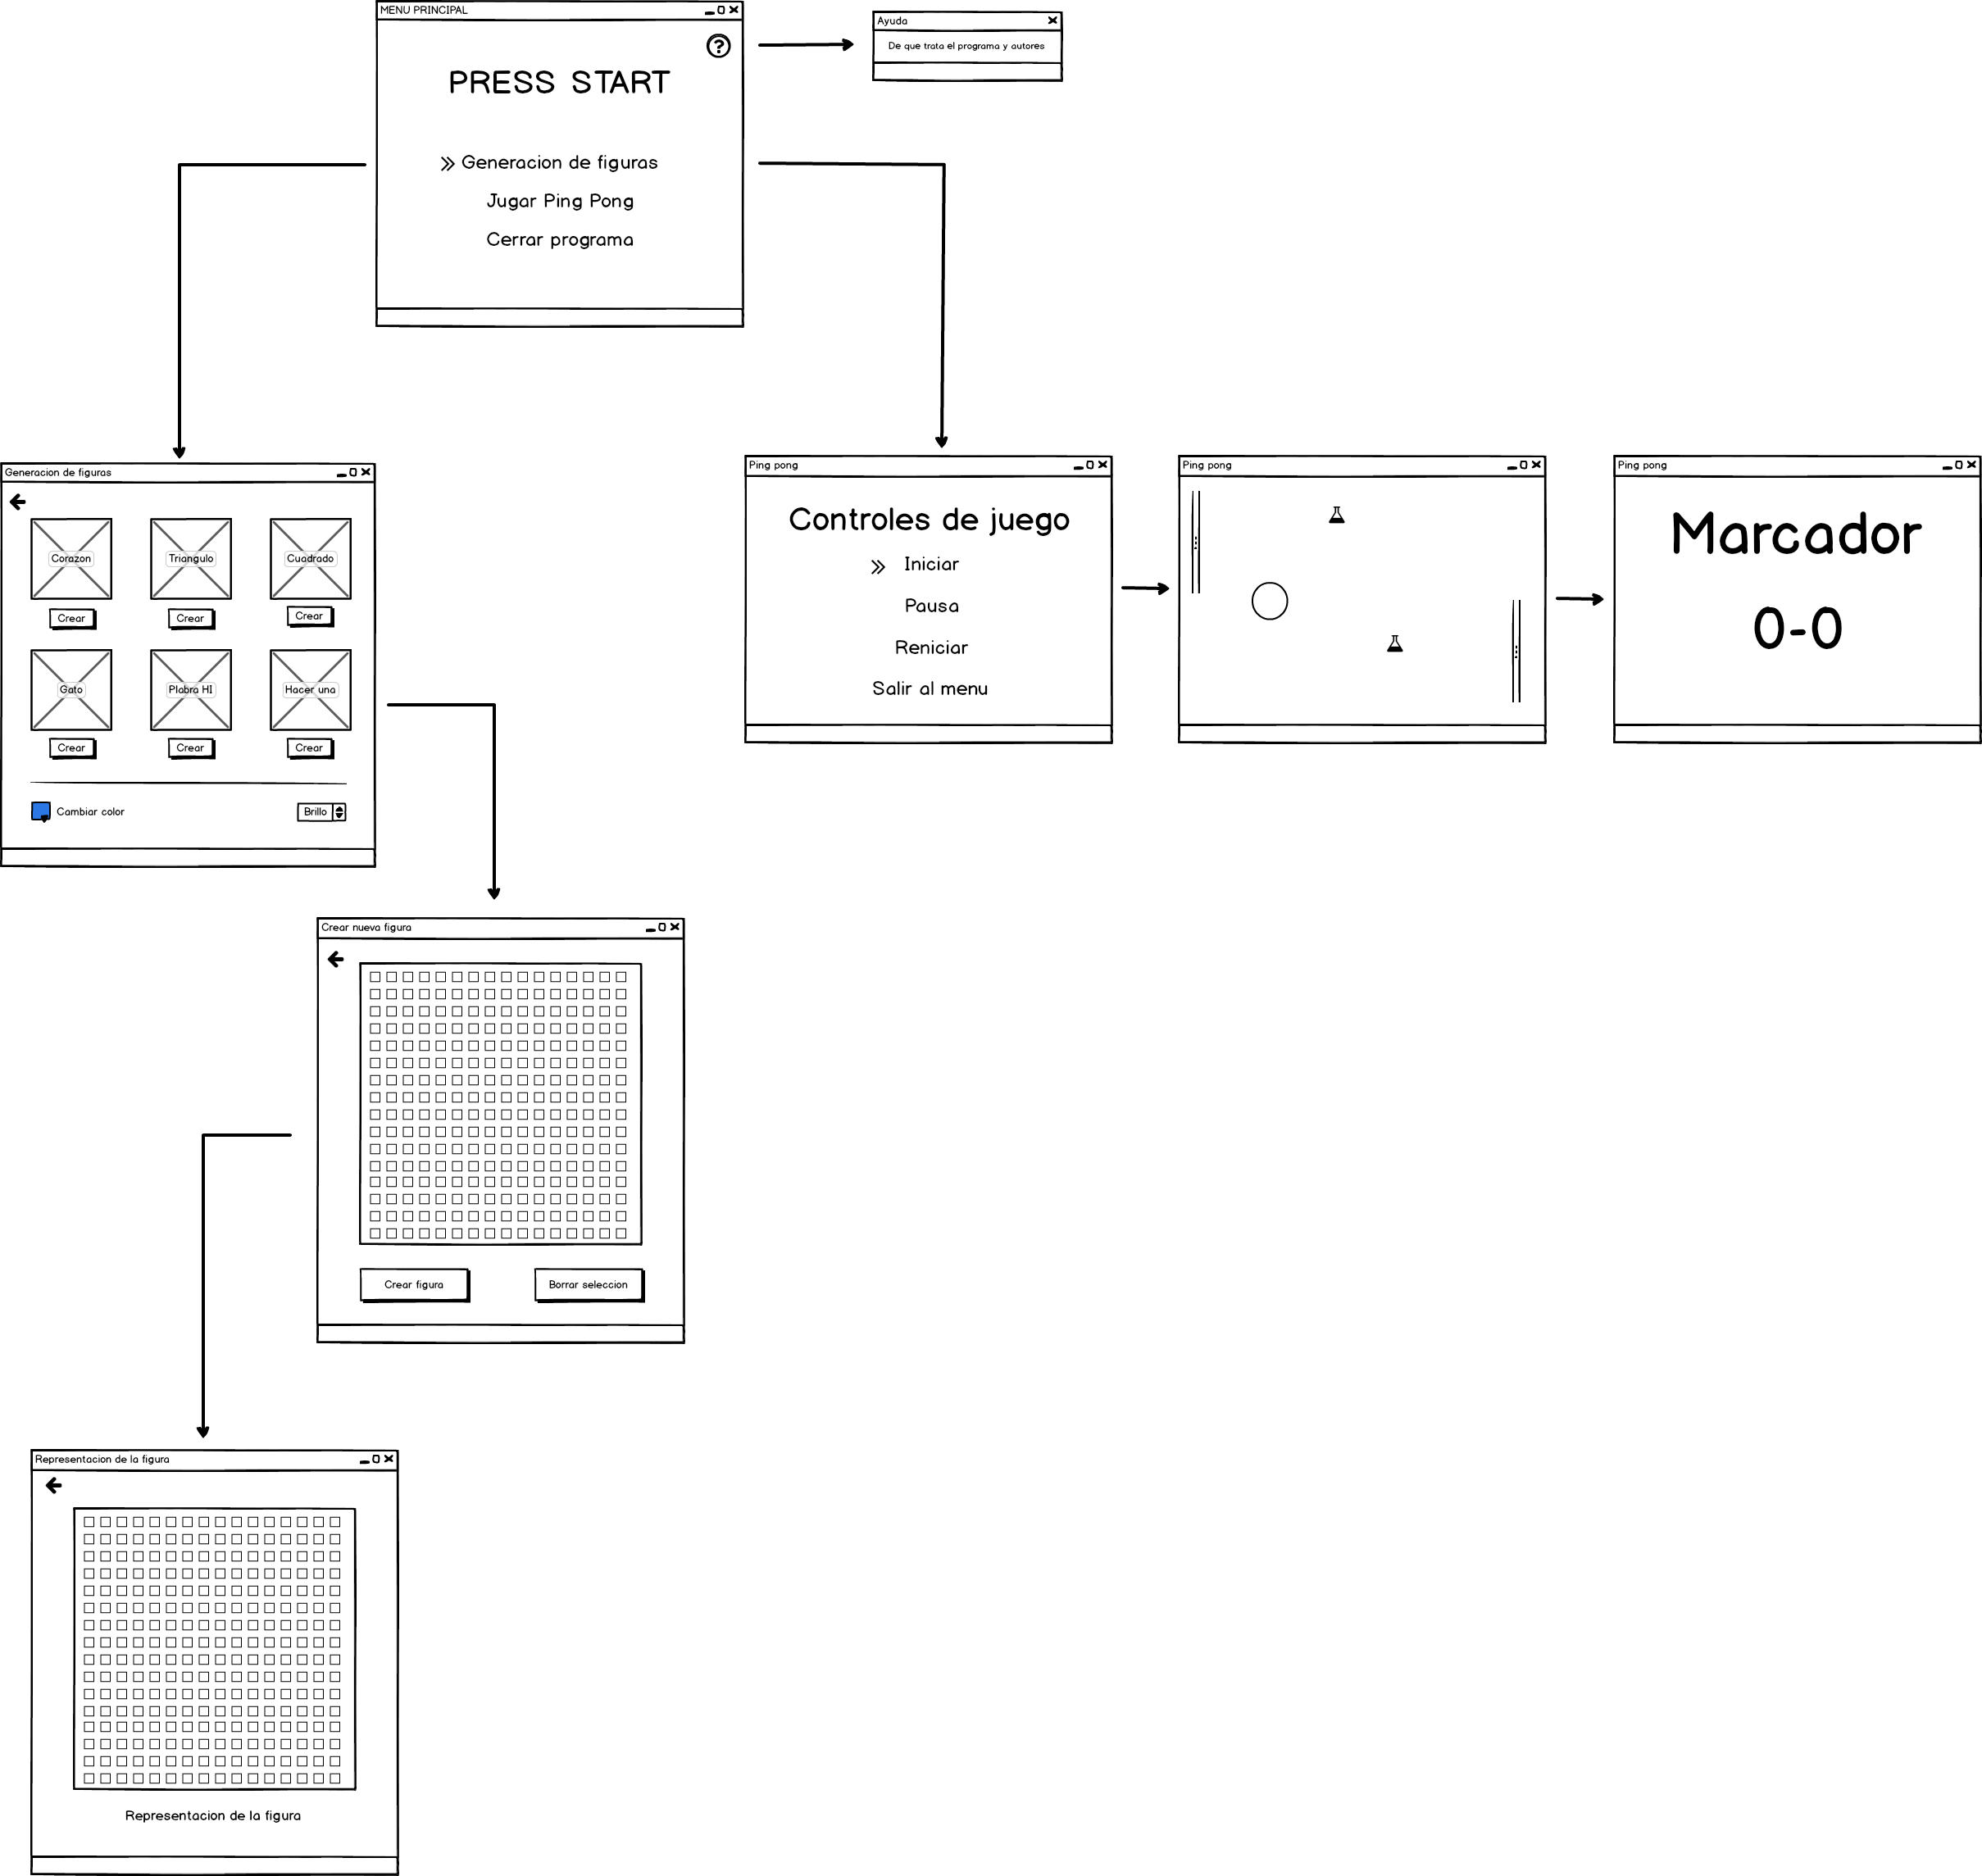 MENU PRINCIPAL
?
PRESS START
Generacion de figuras
Jugar Ping Pong
Cerrar programa
Ayuda
De que trata el programa y autores
Generacion de figuras
Corazon
Triangulo
Cuadrado
Crear
Crear
Crear
Gato
Plabra HI
Hacer una
Crear
Crear
Crear
Cambiar color
Brillo
Ping pong
Controles de juego
Iniciar
Pausa
Reniciar
Salir al menu
Ping pong
Ping pong
Marcador
0-0
Crear nueva figura
Crear figura
Borrar seleccion
Representacion de la figura
Representacion de la figura